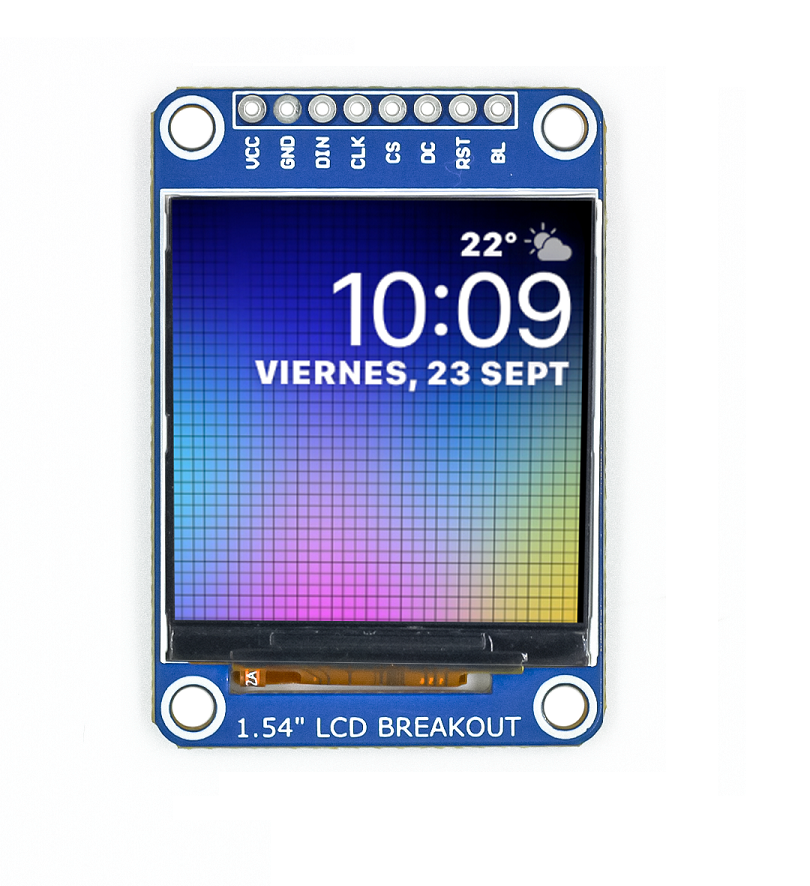 VCC GND DIN CLK CS DC RST BL
22°
10:09
VIERNES, 23 SEPT
1.54" LCD BREAKOUT